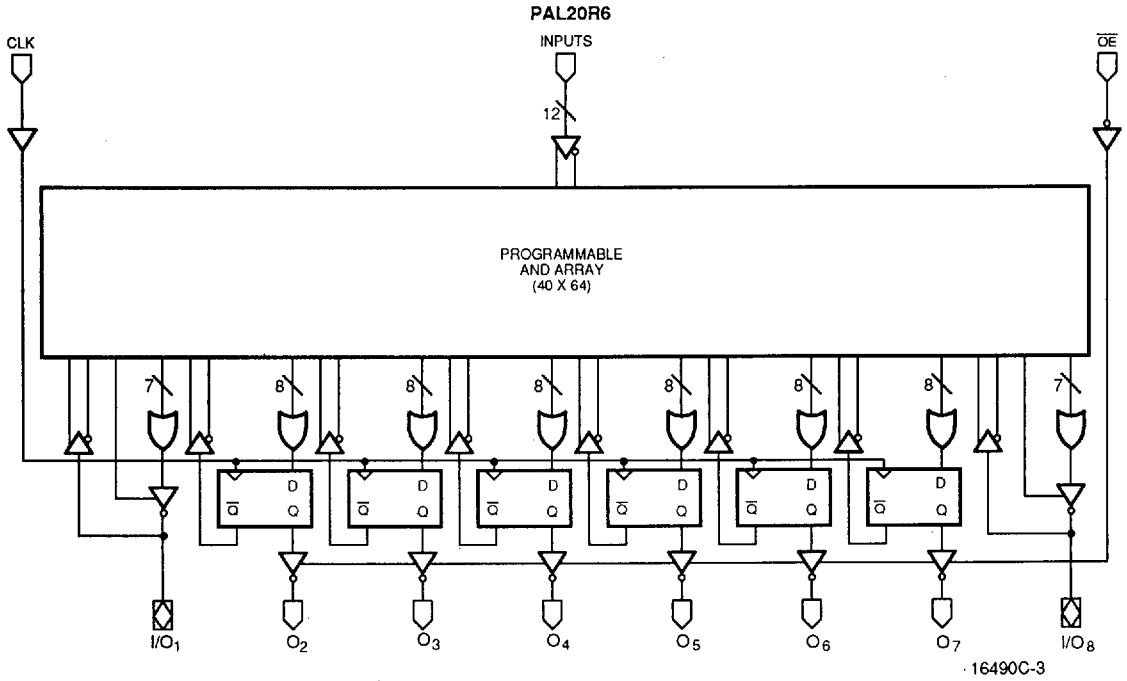 PAL20R6
CLK
INPUTS
OE
12
PROGRAMMABLE
AND ARRAY
(40 X 64)
7 8 8 8 8 8 8 7
D D D D D D
Q Q Q Q Q Q Q Q Q Q Q Q
I/O1 O2 O3 O4 O5 O6 O7 I/O8
16490C-3